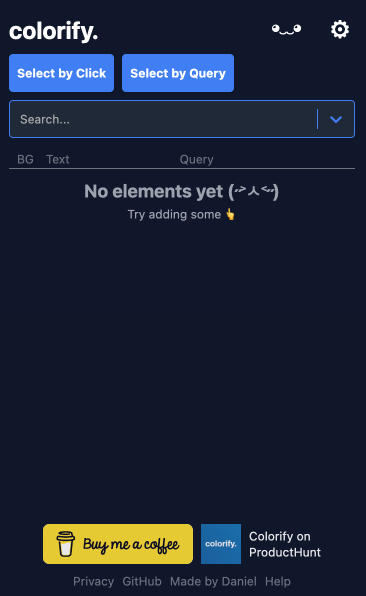 colorify.
Select by Click Select by Query
Search...
BG Text Query
No elements yet (˶˃ㅅ˂˶)
Try adding some 👆
Buy me a coffee colorify. Colorify on
ProductHunt
Privacy GitHub Made by Daniel Help